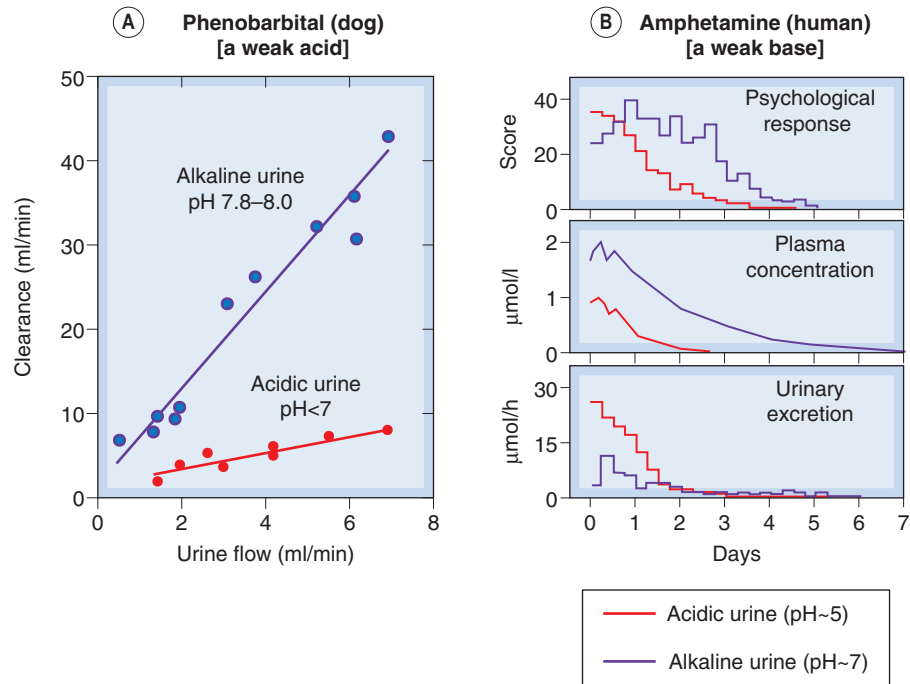 A
Phenobarbital (dog)
[a weak acid]
50
40
30
20
10
0
Clearance (ml/min)
Alkaline urine
pH 7.8–8.0
Acidic urine
pH<7
0 2 4 6 8
Urine flow (ml/min)
B
Amphetamine (human)
[a weak base]
Psychological
response
40
20
0
Score
Plasma
concentration
2
1
0
µmol/l
Urinary
excretion
30
15
0
µmol/h
0 1 2 3 4 5 6 7
Days
Acidic urine (pH~5)
Alkaline urine (pH~7)